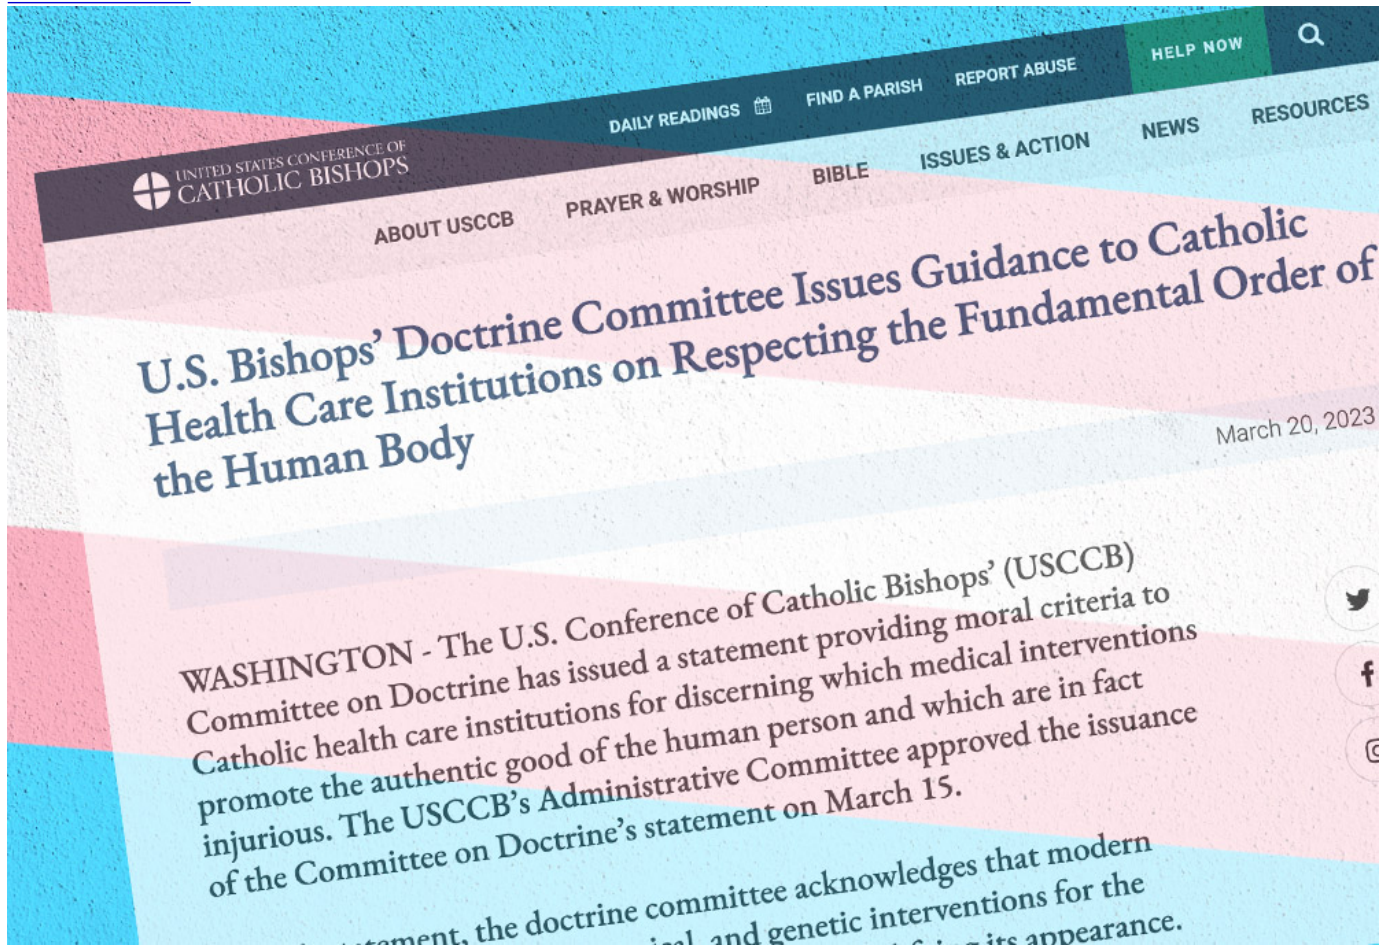 DAILY READINGS
FIND A PARISH
REPORT ABUSE
HELP NOW
UNITED STATES CONFERENCE OF
CATHOLIC BISHOPS
ABOUT USCCB
PRAYER & WORSHIP
BIBLE
ISSUES & ACTION
NEWS
RESOURCES
U.S. Bishops’ Doctrine Committee Issues Guidance to Catholic
Health Care Institutions on Respecting the Fundamental Order of
the Human Body
March 20, 2023
WASHINGTON - The U.S. Conference of Catholic Bishops’ (USCCB)
Committee on Doctrine has issued a statement providing moral criteria to
Catholic health care institutions for discerning which medical interventions
promote the authentic good of the human person and which are in fact
injurious. The USCCB’s Administrative Committee approved the issuance
of the Committee on Doctrine’s statement on March 15.
the doctrine committee acknowledges that modern
and genetic interventions for the
its appearance.